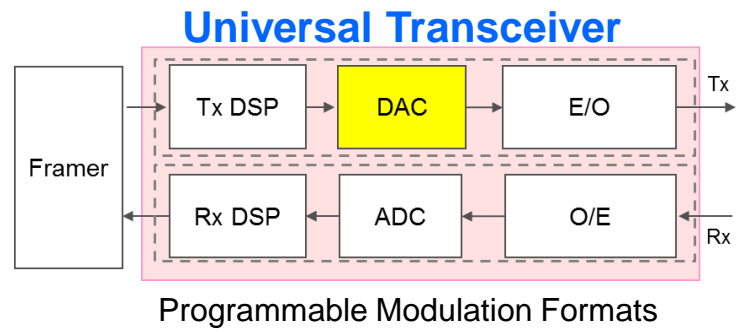 Universal Transceiver
Tx DSP
DAC
E/O
Tx
Framer
Rx DSP
ADC
O/E
Rx
Programmable Modulation Formats